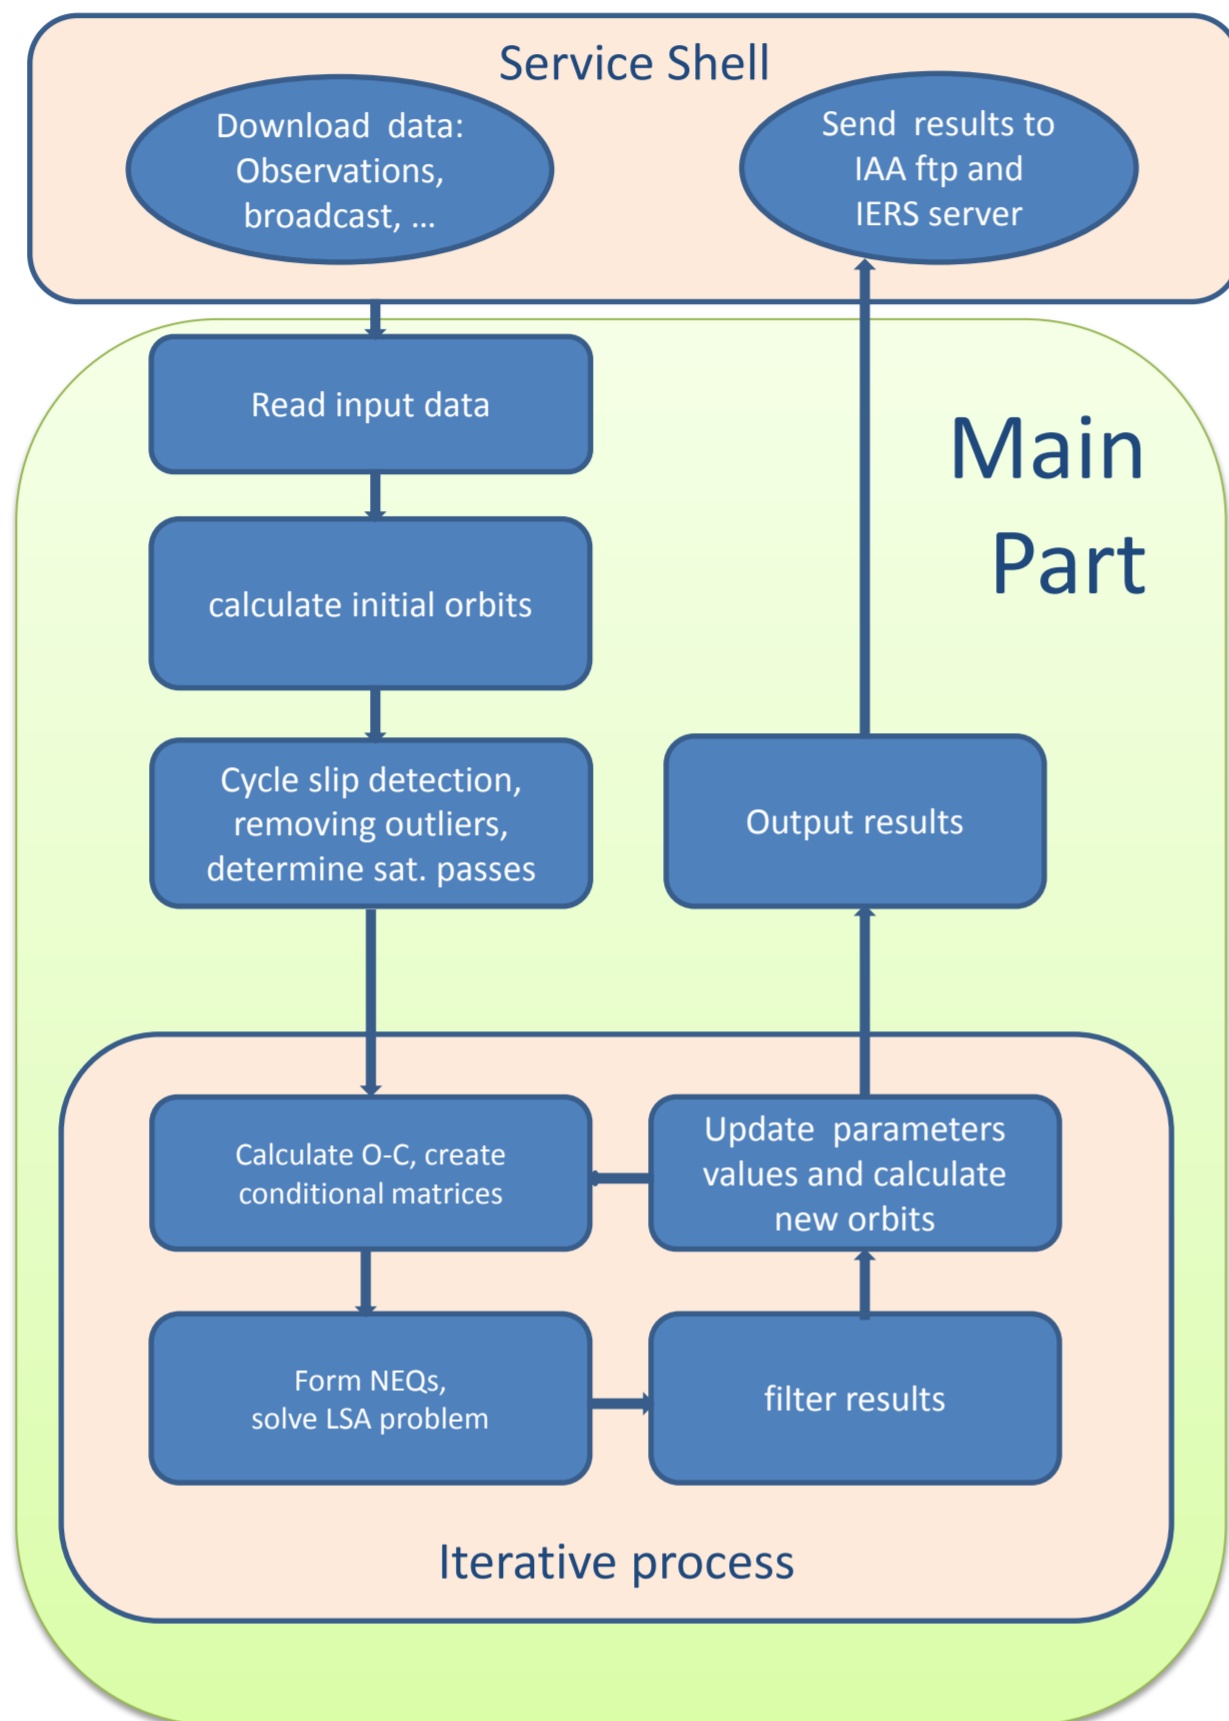 Service Shell
Download data:
Observations,
broadcast, ...
Send results to
IAA ftp and
IERS server
Main
Part
Read input data
calculate initial orbits
Cycle slip detection,
removing outliers,
determine sat. passes
Output results
Calculate O-C, create
conditional matrices
Update parameters
values and calculate
new orbits
Form NEQs,
solve LSA problem
filter results
Iterative process